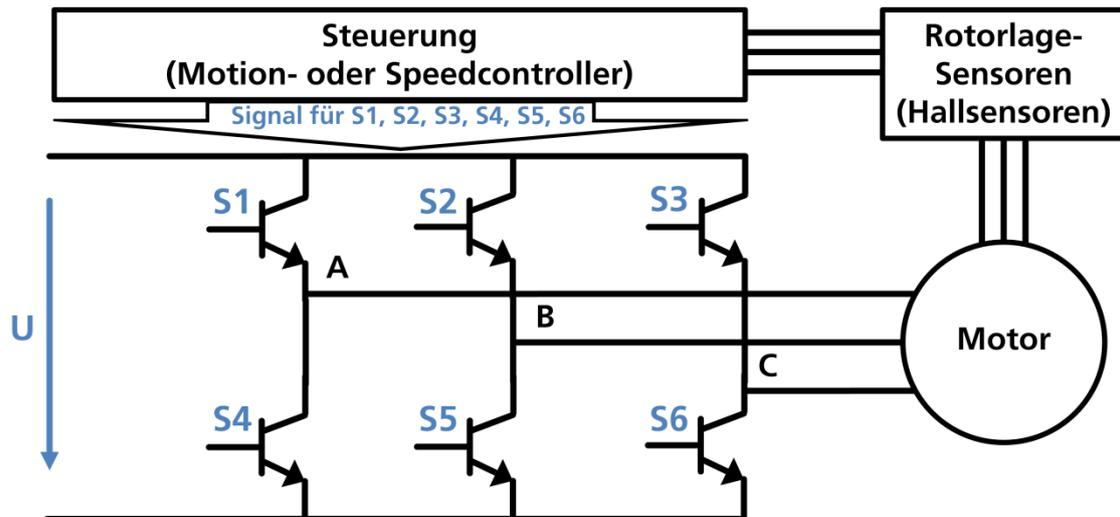 Steuerung
(Motion- oder Speedcontroller)
Rotorlage-
Sensoren
(Hallsensoren)
Signal für S1, S2, S3, S4, S5, S6
S1
S2
S3
A
U
B
Motor
C
S4
S5
S6